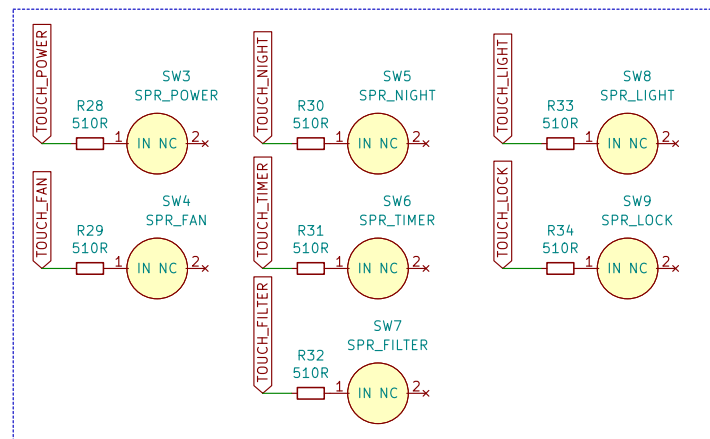 TOUCH_POWER
R28
510R
1
SW3
SPR_POWER
IN NC
2
TOUCH_NIGHT
R30
510R
1
SW5
SPR_NIGHT
IN NC
2
TOUCH_LIGHT
R33
510R
1
SW8
SPR_LIGHT
IN NC
2
TOUCH_FAN
R29
510R
1
SW4
SPR_FAN
IN NC
2
TOUCH_TIMER
R31
510R
1
SW6
SPR_TIMER
IN NC
2
TOUCH_LOCK
R34
510R
1
SW9
SPR_LOCK
IN NC
2
TOUCH_FILTER
R32
510R
1
SW7
SPR_FILTER
IN NC
2